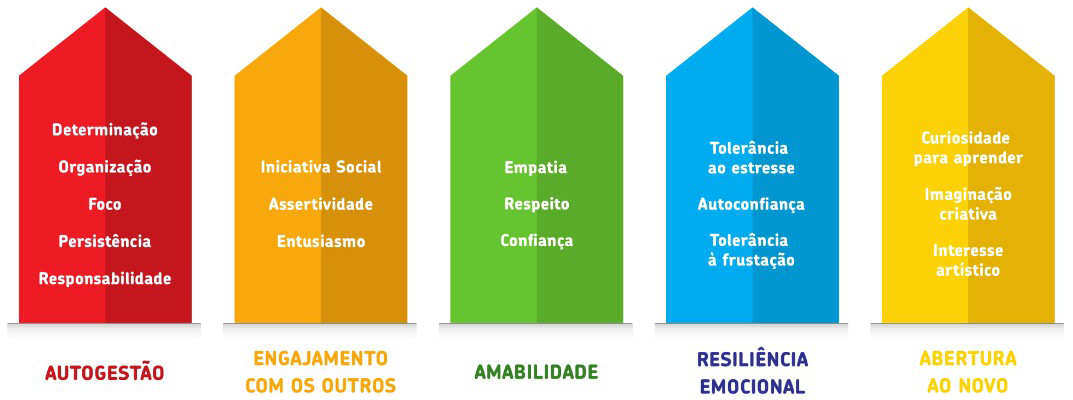 Determinação
Organização
Foco
Persistência
Responsabilidade
AUTOGESTÃO
Iniciativa Social
Assertividade
Entusiasmo
ENGAJAMENTO
COM OS OUTROS
Empatia
Respeito
Confiança
AMABILIDADE
Tolerância
ao estresse
Autoconfiança
Tolerância
à frustação
RESILIÊNCIA
EMOCIONAL
Curiosidade
para aprender
Imaginação
criativa
Interesse
artístico
ABERTURA
AO NOVO